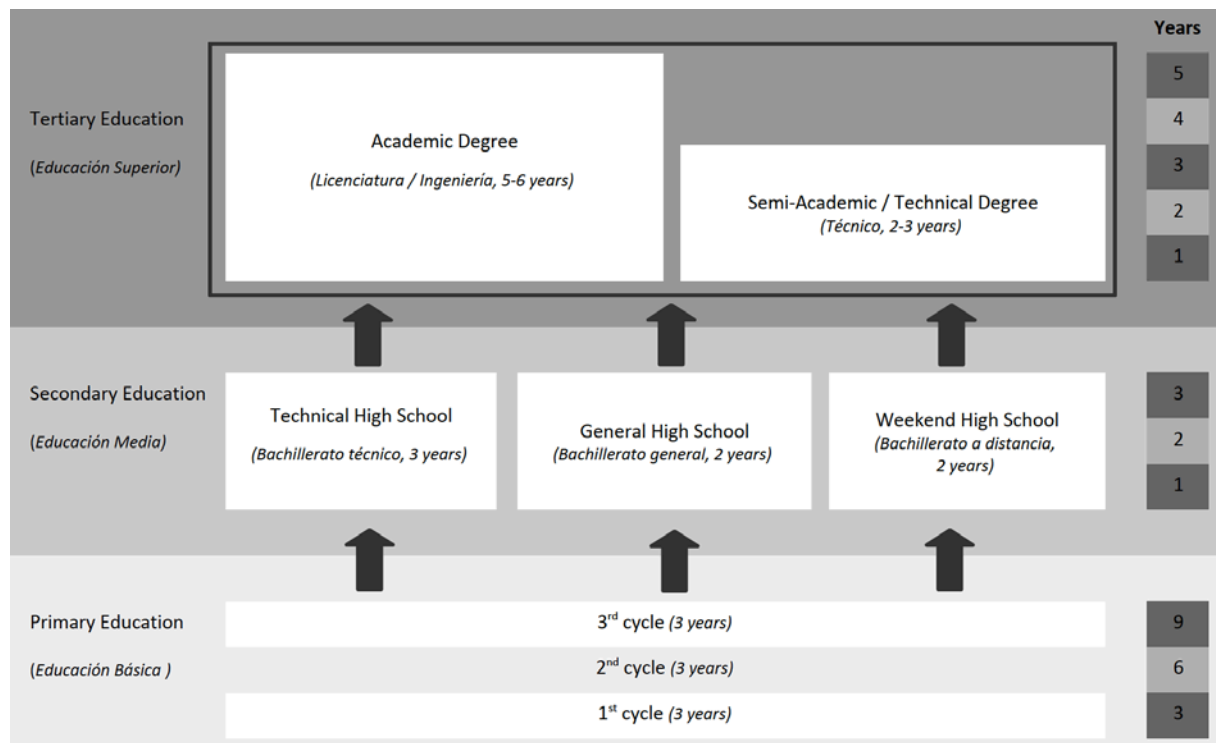 Years
5
Tertiary Education
(Educación Superior)
4
Academic Degree
(Licenciatura / Ingeniería, 5-6 years)
3
Semi-Academic / Technical Degree
(Técnico, 2-3 years)
2
1
Secondary Education
(Educación Media)
Technical High School
(Bachillerato técnico, 3 years)
General High School
(Bachillerato general, 2 years)
Weekend High School
(Bachillerato a distancia,
2 years)
3
2
1
Primary Education
(Educación Básica )
3rd cycle (3 years)
9
2nd cycle (3 years)
6
1st cycle (3 years)
3